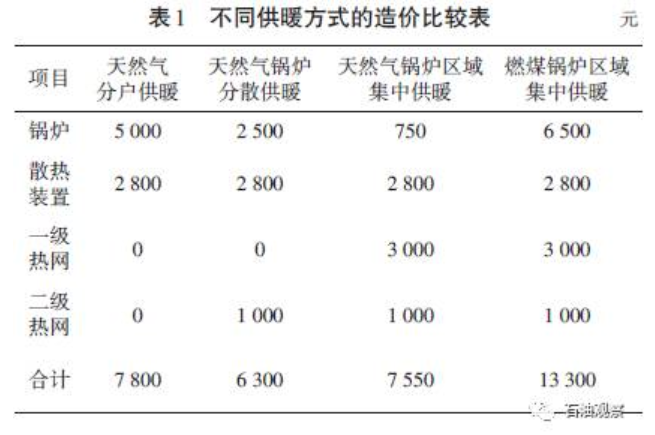 表1 不同供暖方式的造价比较表 元
项目 天然气分户供暖 天然气锅炉分散供暖 天然气锅炉区域集中供暖 燃煤锅炉区域集中供暖
锅炉 5 000 2 500 750 6 500
散热装置 2 800 2 800 2 800 2 800
一级热网 0 0 3 000 3 000
二级热网 0 1 000 1 000 1 000
合计 7 800 6 300 7 550 13 300
石油观察